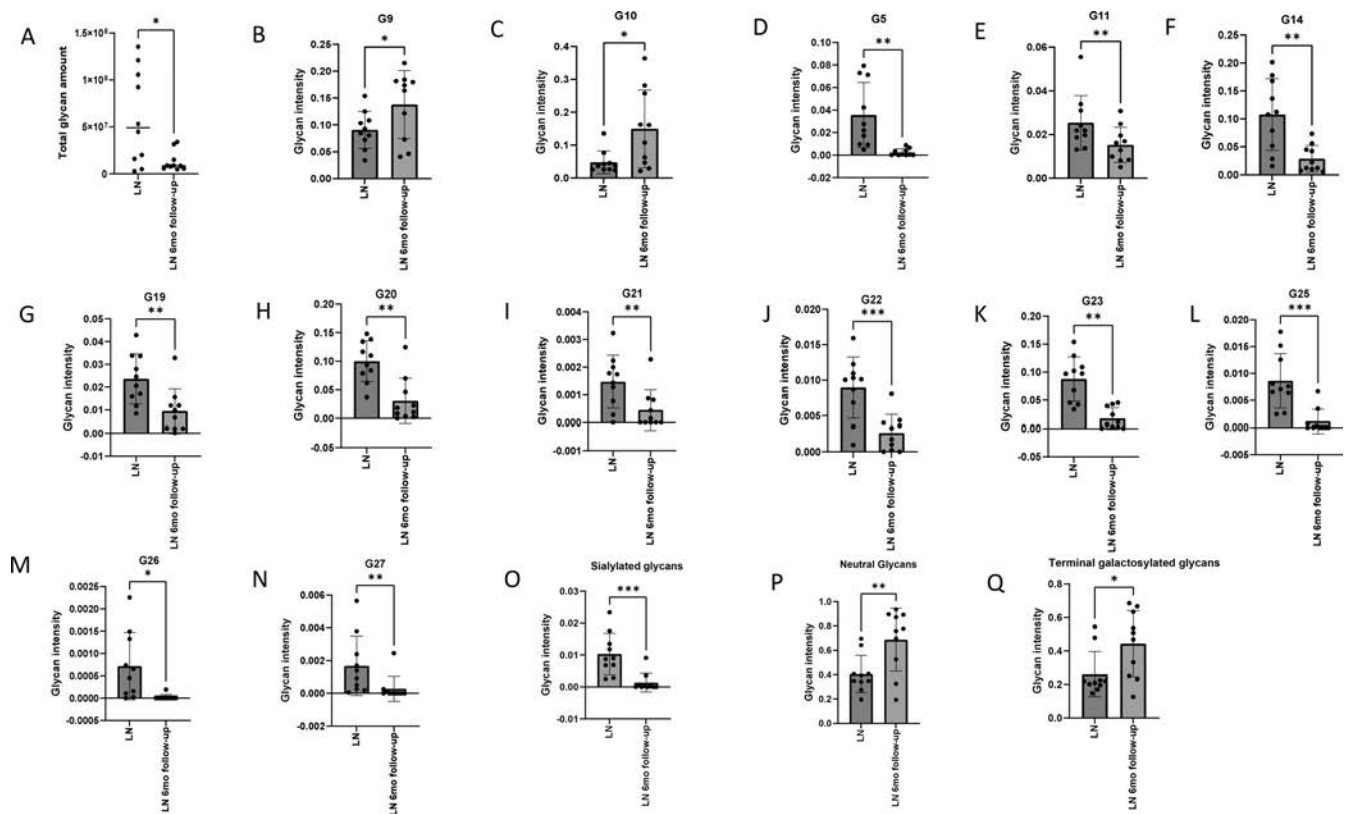 A
*
Total glycan amount
1.5×10⁸
1×10⁸
5×10⁷
0
LN
LN 6mo follow-up
B
G9
*
Glycan intensity
0.25
0.20
0.15
0.10
0.05
0.00
LN
LN 6mo follow-up
C
G10
*
Glycan intensity
0.4
0.3
0.2
0.1
0.0
LN
LN 6mo follow-up
D
G5
**
Glycan intensity
0.10
0.08
0.06
0.04
0.02
0.00
-0.02
LN
LN 6mo follow-up
E
G11
**
Glycan intensity
0.06
0.04
0.02
0.00
LN
LN 6mo follow-up
F
G14
**
Glycan intensity
0.25
0.20
0.15
0.10
0.05
0.00
LN
LN 6mo follow-up
G
G19
**
Glycan intensity
0.05
0.04
0.03
0.02
0.01
0.00
-0.01
LN
LN 6mo follow-up
H
G20
**
Glycan intensity
0.20
0.15
0.10
0.05
0.00
-0.05
LN
LN 6mo follow-up
I
G21
**
Glycan intensity
0.004
0.003
0.002
0.001
0.000
-0.001
LN
LN 6mo follow-up
J
G22
***
Glycan intensity
0.020
0.015
0.010
0.005
0.000
LN
LN 6mo follow-up
K
G23
**
Glycan intensity
0.20
0.15
0.10
0.05
0.00
-0.05
LN
LN 6mo follow-up
L
G25
***
Glycan intensity
0.020
0.015
0.010
0.005
0.000
-0.005
LN
LN 6mo follow-up
M
G26
*
Glycan intensity
0.0025
0.0020
0.0015
0.0010
0.0005
0.0000
-0.0005
LN
LN 6mo follow-up
N
G27
**
Glycan intensity
0.008
0.006
0.004
0.002
0.000
-0.002
LN
LN 6mo follow-up
O
Sialylated glycans
***
Glycan intensity
0.03
0.02
0.01
0.00
-0.01
LN
LN 6mo follow-up
P
Neutral Glycans
**
Glycan intensity
1.0
0.8
0.6
0.4
0.2
0.0
LN
LN 6mo follow-up
Q
Terminal galactosylated glycans
*
Glycan intensity
0.8
0.6
0.4
0.2
0.0
LN
LN 6mo follow-up